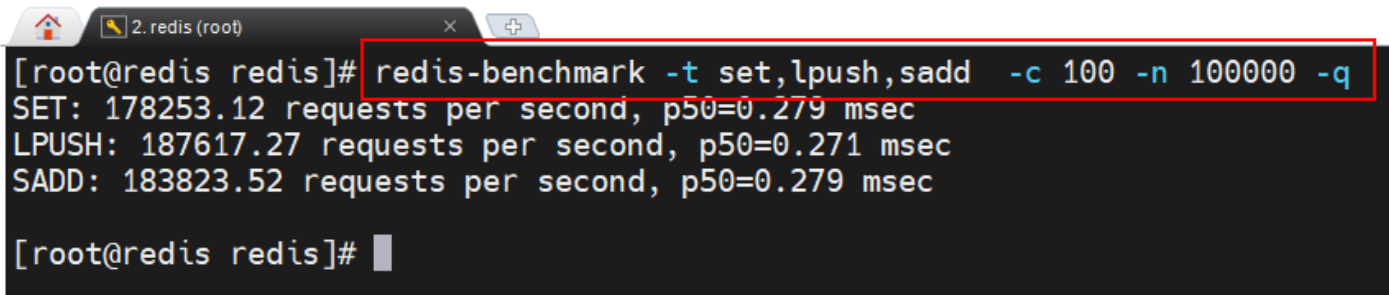 2. redis (root)
[root@redis redis]# redis-benchmark -t set,lpush,sadd  -c 100 -n 100000 -q
SET: 178253.12 requests per second, p50=0.279 msec
LPUSH: 187617.27 requests per second, p50=0.271 msec
SADD: 183823.52 requests per second, p50=0.279 msec
[root@redis redis]#